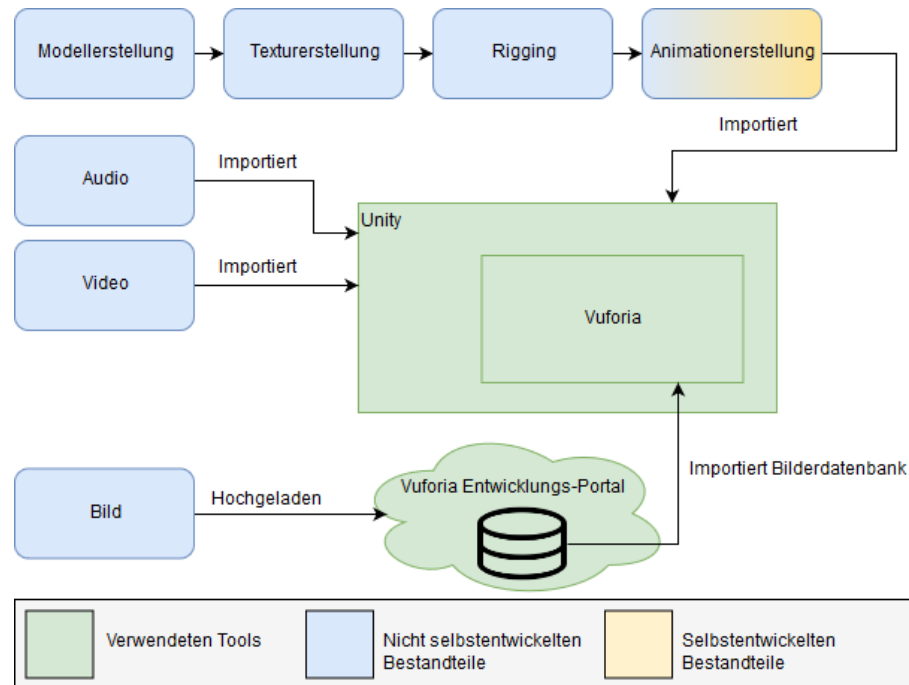 Modellerstellung
Texturerstellung
Rigging
Animationerstellung
Importiert
Audio
Importiert
Unity
Video
Importiert
Vuforia
Importiert Bilderdatenbank
Bild
Hochgeladen
Vuforia Entwicklungs-Portal
Verwendeten Tools
Nicht selbstentwickelten
Bestandteile
Selbstentwickelten
Bestandteile